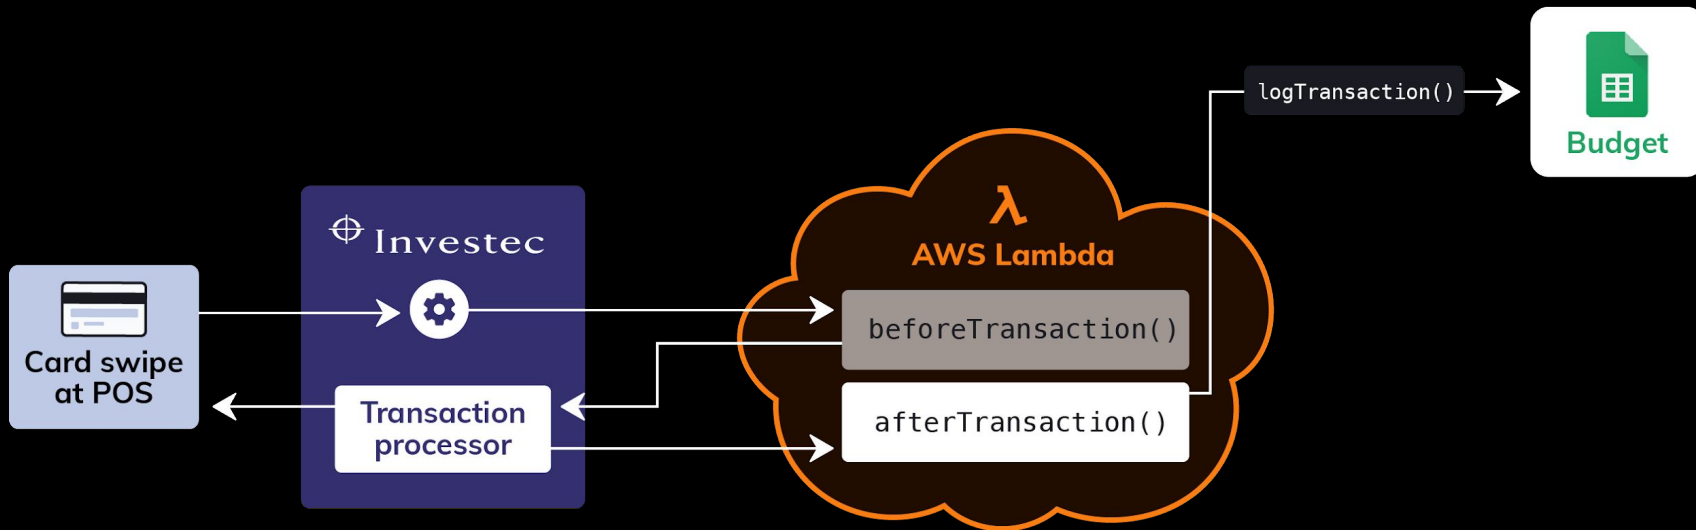 Card swipe
at POS
Investec
Transaction
processor
λ
AWS Lambda
beforeTransaction()
afterTransaction()
logTransaction()
Budget